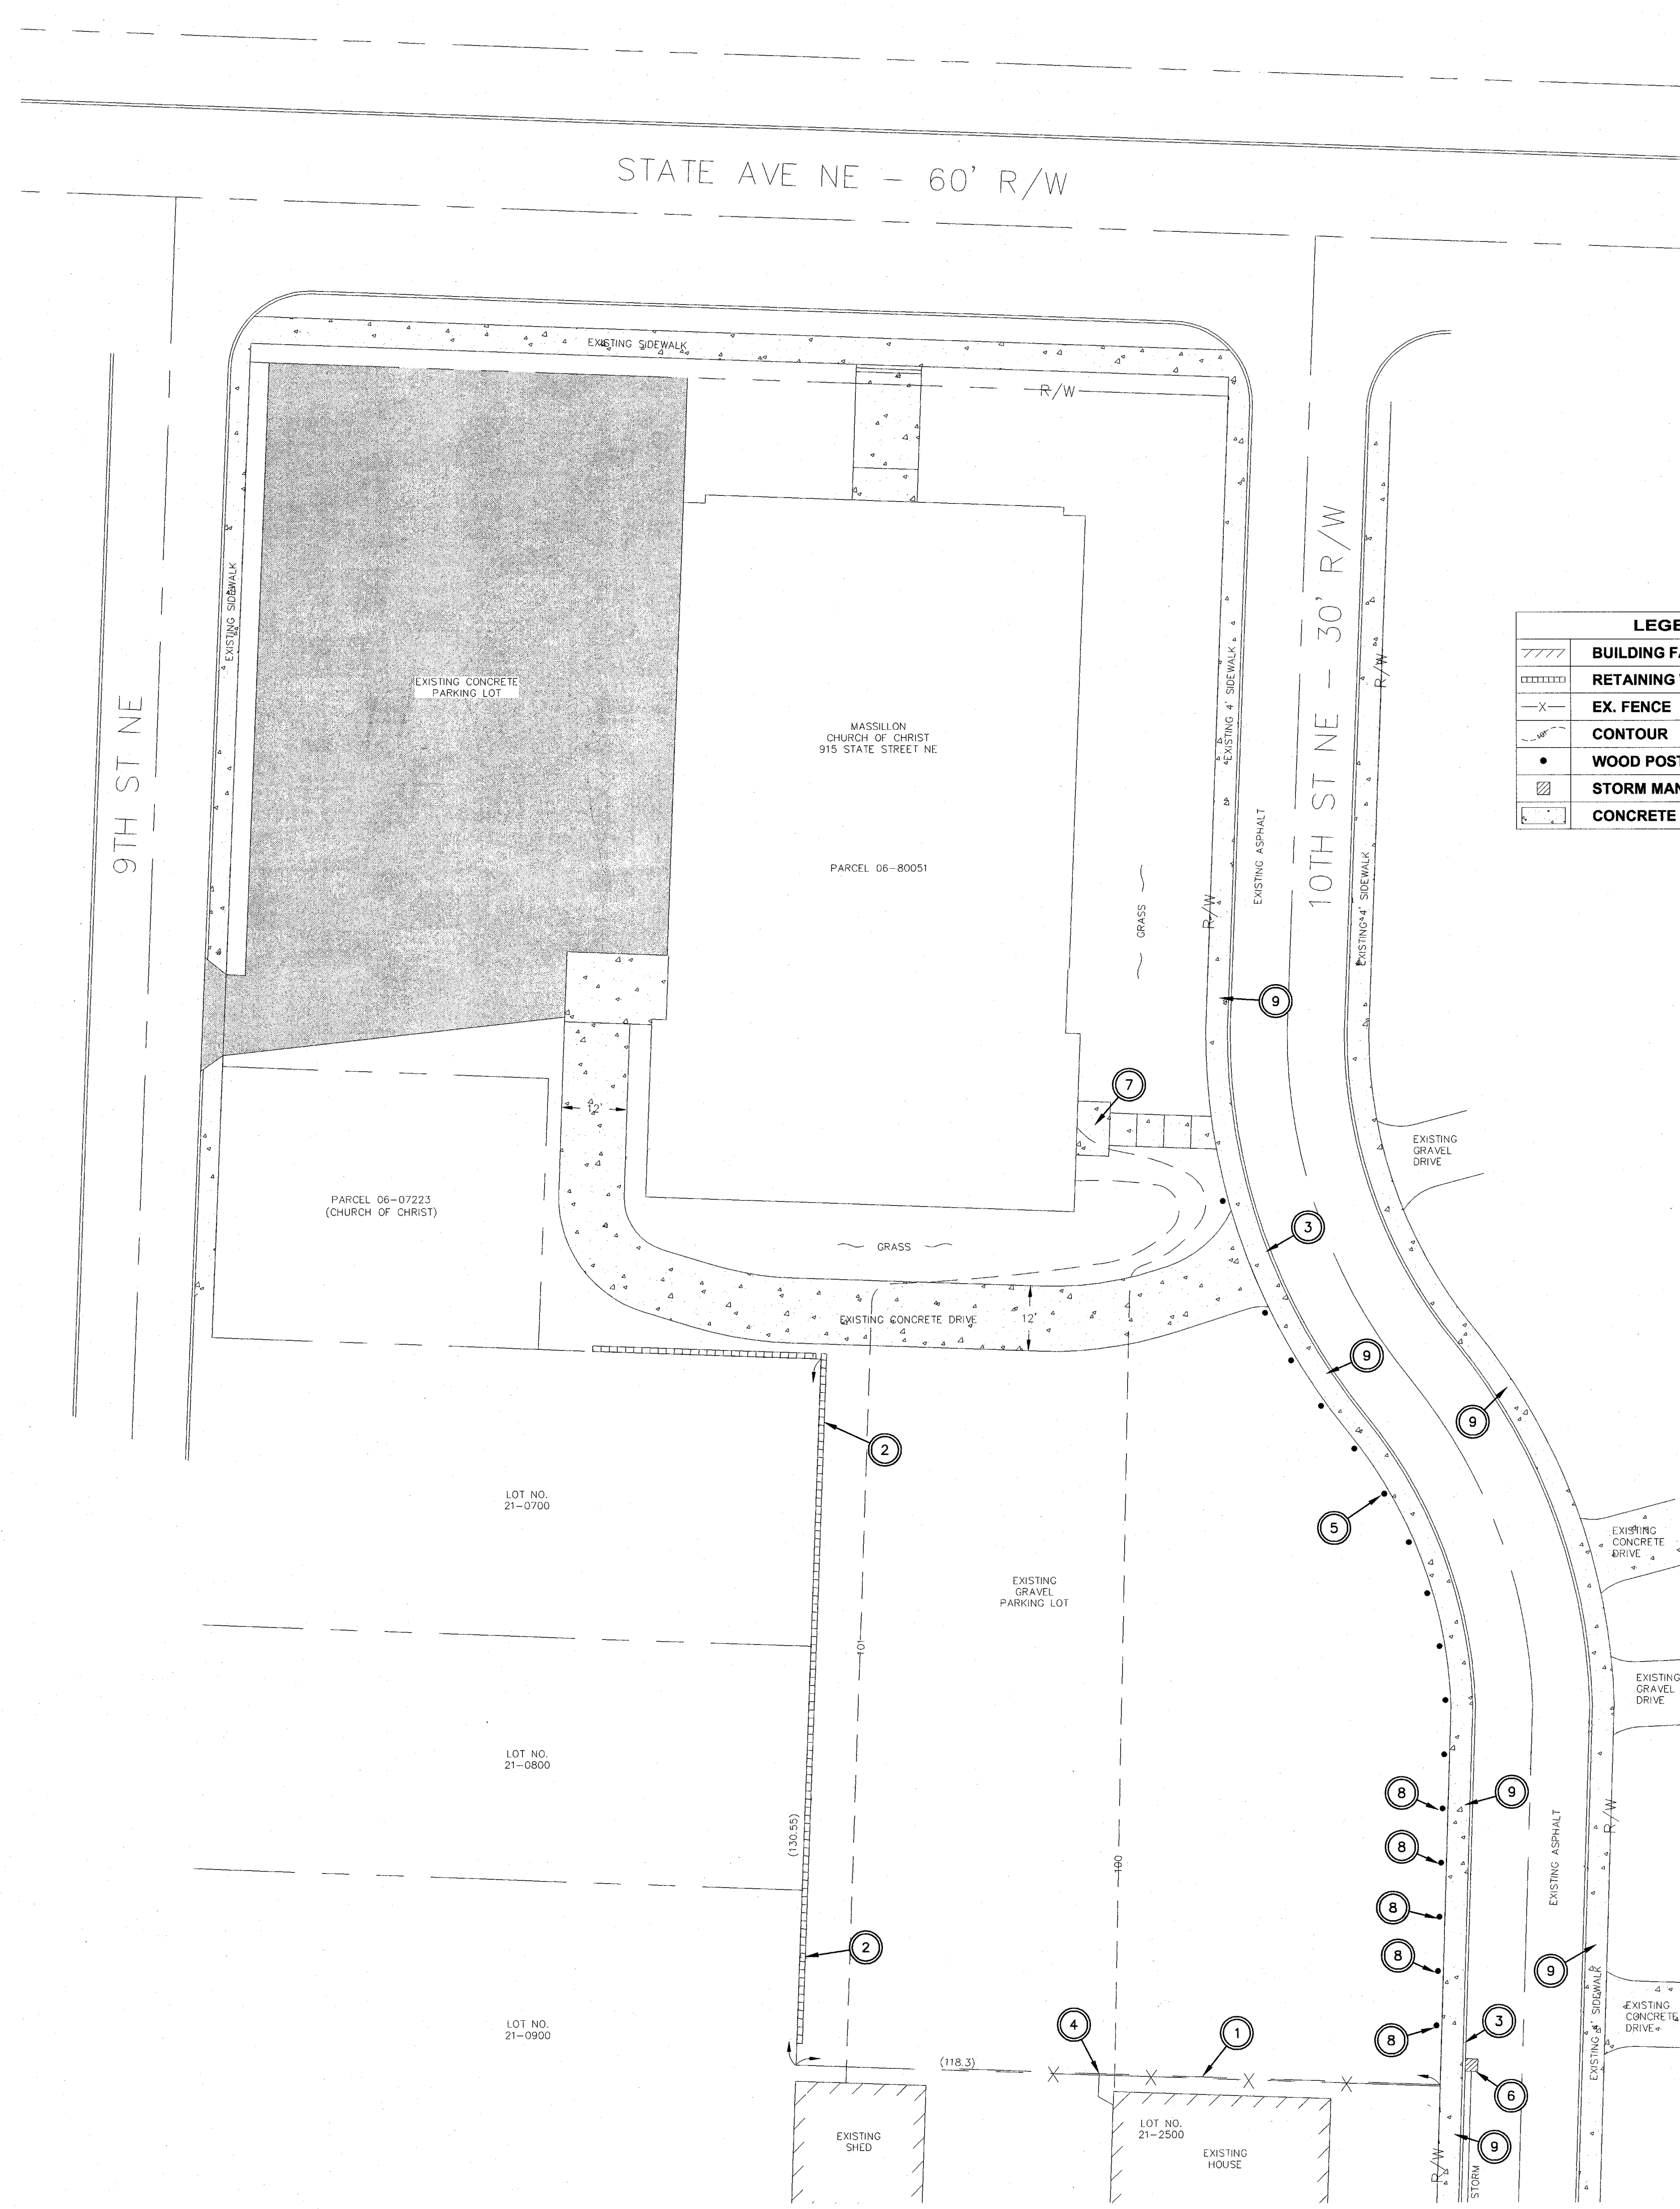 STATE AVE NE - 60' R/W
EXISTING SIDEWALK
R/W
9TH ST NE
EXISTING SIDEWALK
EXISTING CONCRETE
PARKING LOT
MASSILLON
CHURCH OF CHRIST
915 STATE STREET NE
PARCEL 06-80051
GRASS
EXISTING 4' SIDEWALK
R/W
EXISTING ASPHALT
10TH ST NE - 30' R/W
R/W
EXISTING 4' SIDEWALK
BUILDING
RETAINING
EX. FENCE
10'
CONTOUR
WOOD POST
STORM
CONCRETE
9
7
12'
EXISTING
GRAVEL
DRIVE
PARCEL 06-07223
(CHURCH OF CHRIST)
3
GRASS
EXISTING CONCRETE DRIVE
12'
9
9
2
LOT NO.
21-0700
5
EXISTING
CONCRETE
DRIVE
EXISTING
GRAVEL
PARKING LOT
101
EXISTING
GRAVEL
DRIVE
LOT NO.
21-0800
8
9
R/W
(130.55)
8
100
EXISTING ASPHALT
8
2
8
9
EXISTING 4' SIDEWALK
EXISTING
CONCRETE
DRIVE
LOT NO.
21-0900
4
1
8
3
(118.3)
X
X
X
X
6
LOT NO.
21-2500
EXISTING
SHED
EXISTING
HOUSE
9
R/W
STORM